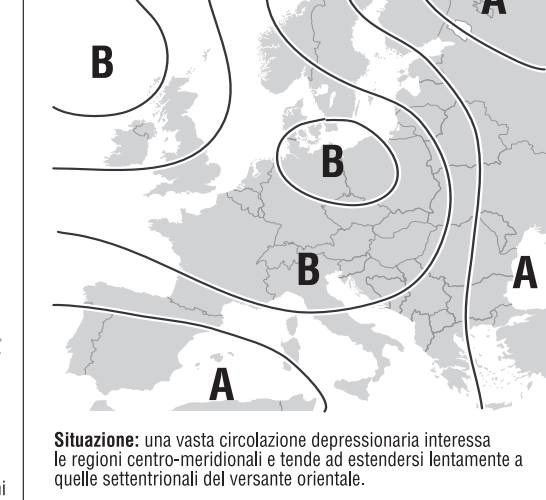 A
B
B
B
A
A
Situazione: una vasta circolazione depressionaria interessa
le regioni centro-meridionali e tende ad estendersi lentamente a
quelle settentrionali del versante orientale.